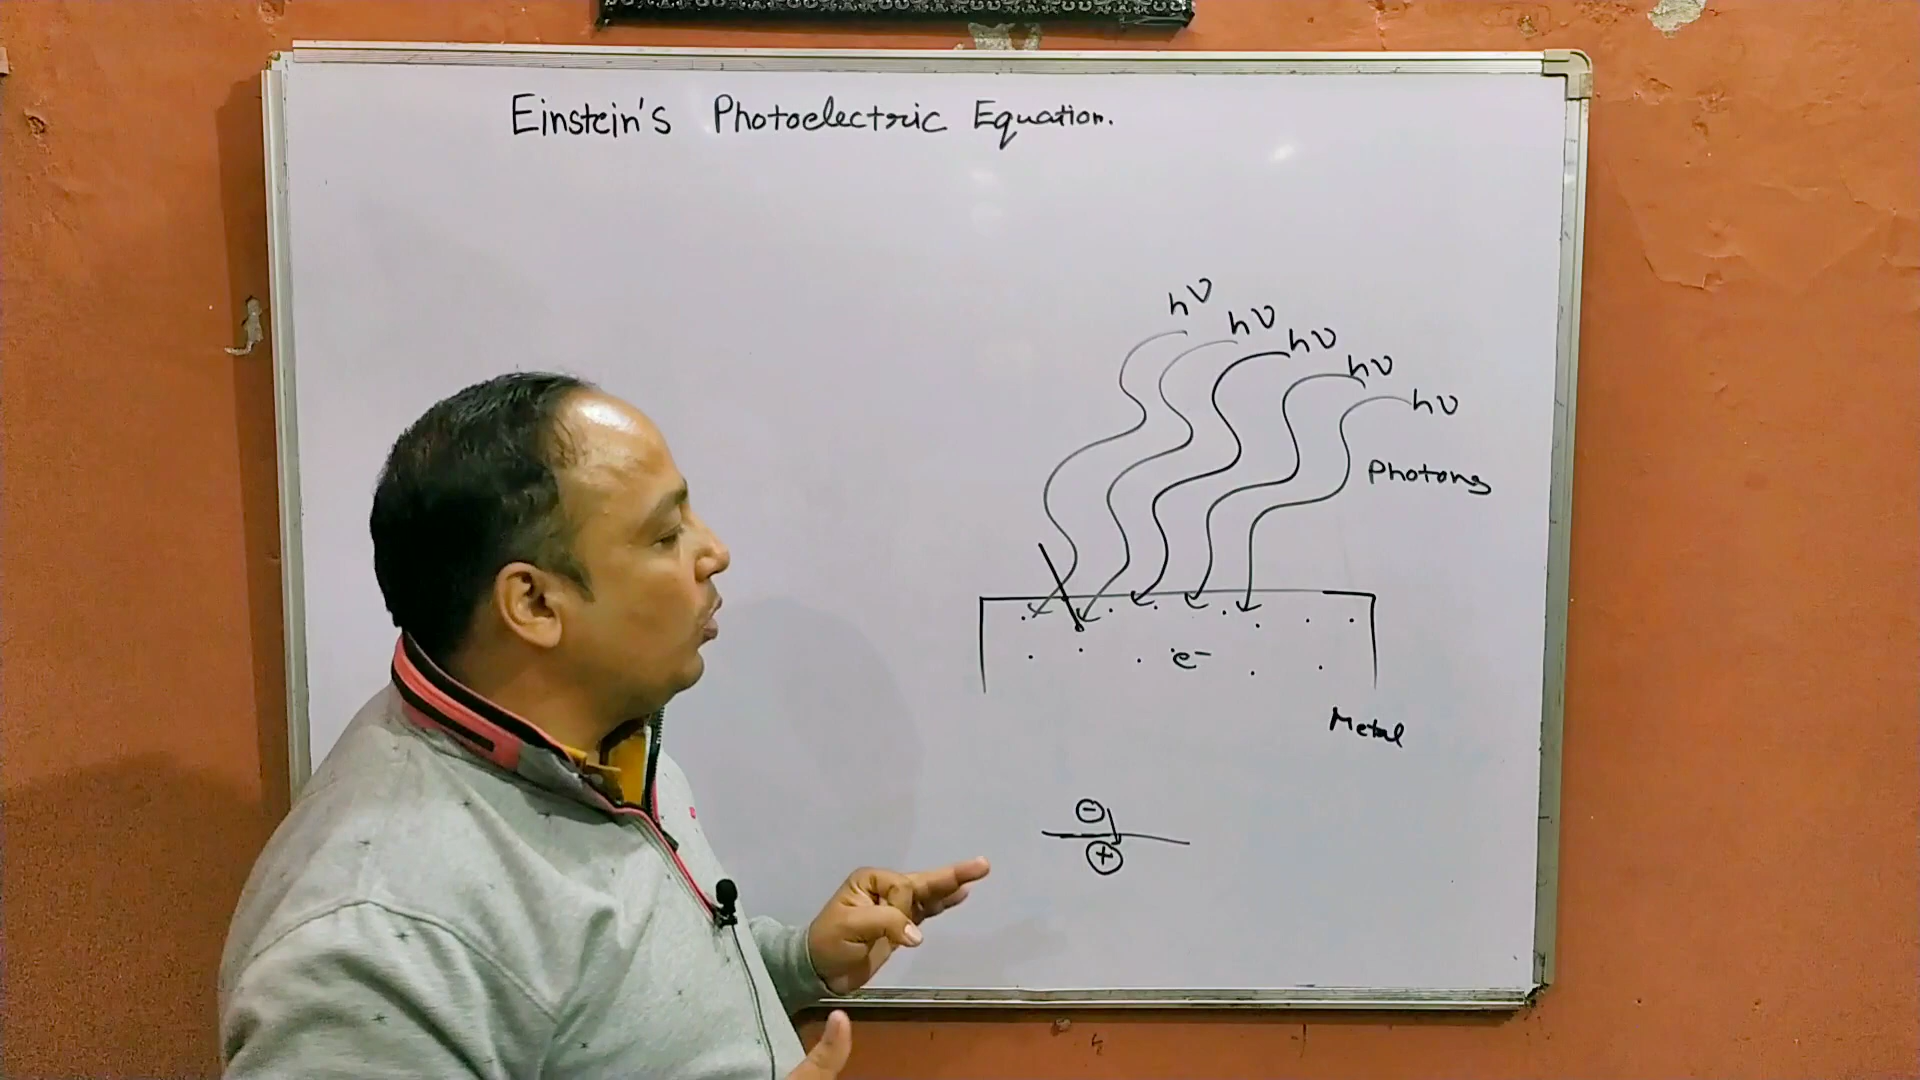 Einstein's Photoelectric Equation.
hν
hν
hν
hν
hν
Photons
e⁻
Metal
−
+